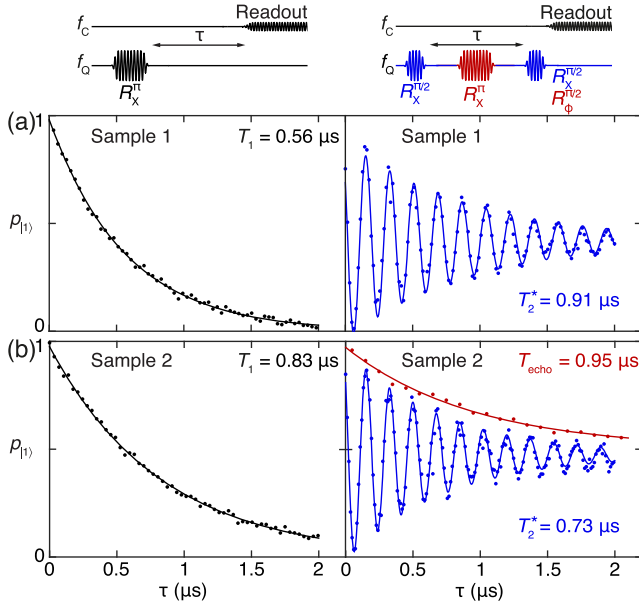 f_C Readout
τ
f_Q
R_X^π
f_C Readout
τ
f_Q
R_X^{π/2} R_X^π R_X^{π/2}
R_Φ^{π/2}
(a) 1 Sample 1 T_1 = 0.56 µs
p_{|1⟩}
0
Sample 1
T_2^* = 0.91 µs
(b) 1 Sample 2 T_1 = 0.83 µs
p_{|1⟩}
0
0 0.5 1 1.5 2
τ (µs)
Sample 2 T_echo = 0.95 µs
T_2^* = 0.73 µs
0 0.5 1 1.5 2
τ (µs)